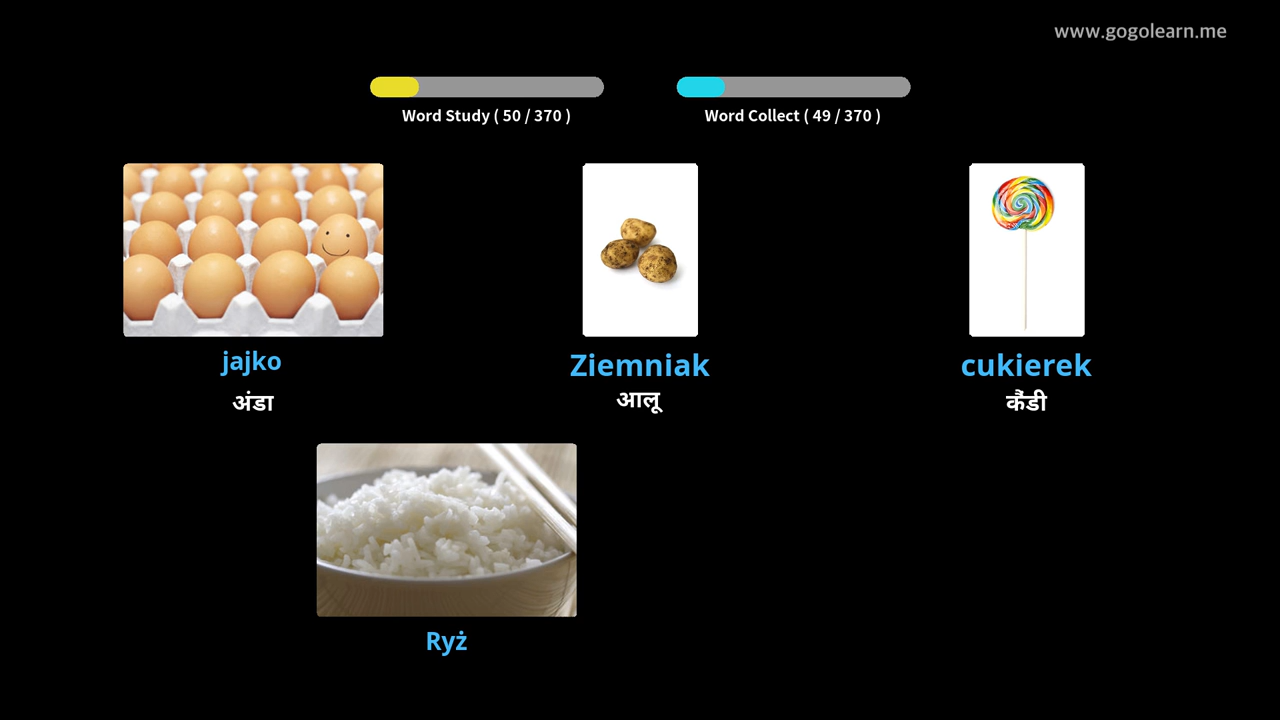 www.gogolearn.me
Word Study ( 50 / 370 )
Word Collect ( 49 / 370 )
jajko
Ziemniak
cukierek
अंडा
आलू
कैंडी
Ryż